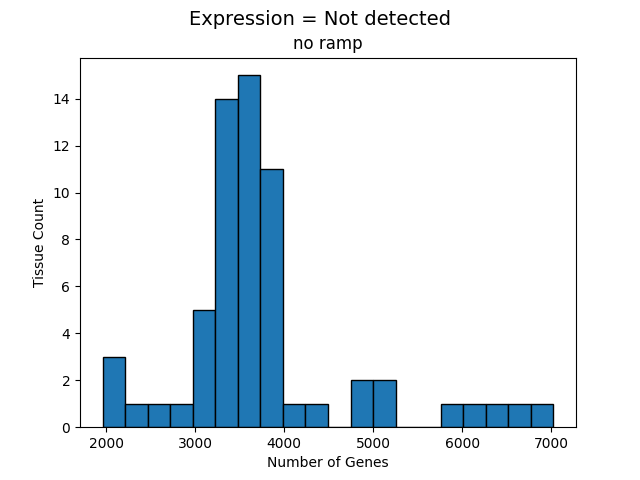 Expression = Not detected
no ramp
14
12
10
8
6
4
2
0
Tissue Count
2000 3000 4000 5000 6000 7000
Number of Genes